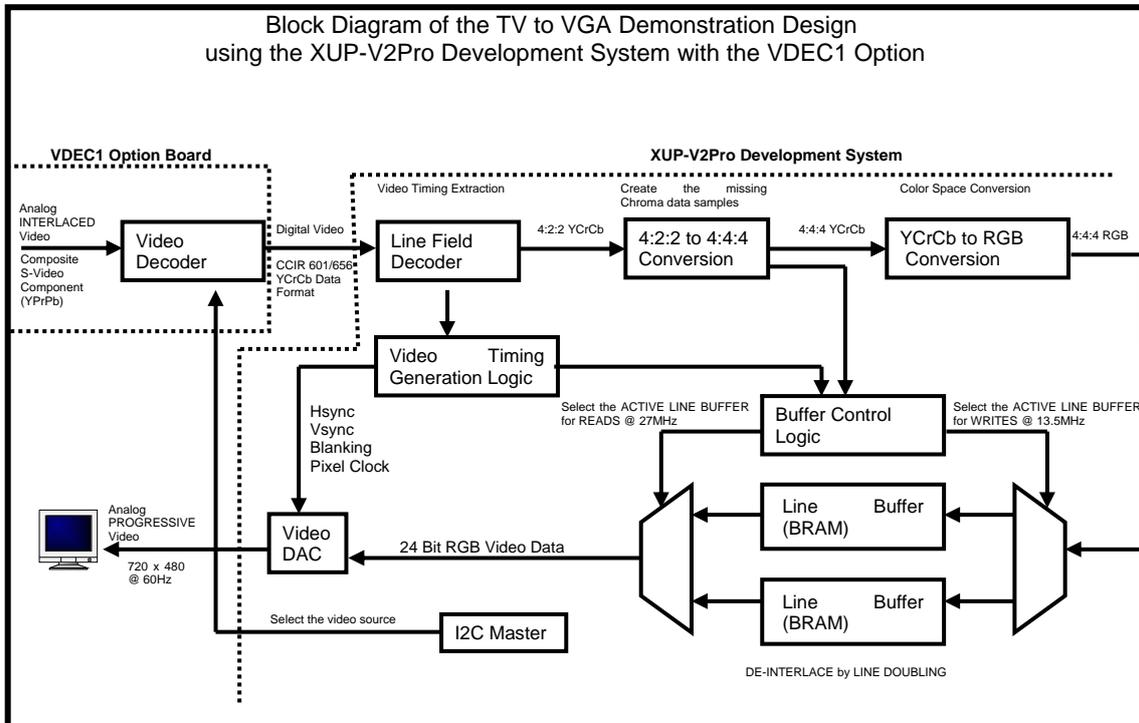 Block Diagram of the TV to VGA Demonstration Design
using the XUP-V2Pro Development System with the VDEC1 Option
VDEC1 Option Board
XUP-V2Pro Development System
Analog
INTERLACED
Video
Composite
S-Video
Component
(YPrPb)
Video
Decoder
Digital Video
CCIR 601/656
YCrCb Data
Format
Video Timing Extraction
Line Field
Decoder
4:2:2 YCrCb
Create the missing
Chroma data samples
4:2:2 to 4:4:4
Conversion
4:4:4 YCrCb
Color Space Conversion
YCrCb to RGB
Conversion
4:4:4 RGB
Video Timing
Generation Logic
Hsync
Vsync
Blanking
Pixel Clock
Select the ACTIVE LINE BUFFER
for READS @ 27MHz
Buffer Control
Logic
Select the ACTIVE LINE BUFFER
for WRITES @ 13.5MHz
Line Buffer
(BRAM)
Line Buffer
(BRAM)
Analog
PROGRESSIVE
Video
720 x 480
@ 60Hz
Video
DAC
24 Bit RGB Video Data
Select the video source
I2C Master
DE-INTERLACE by LINE DOUBLING